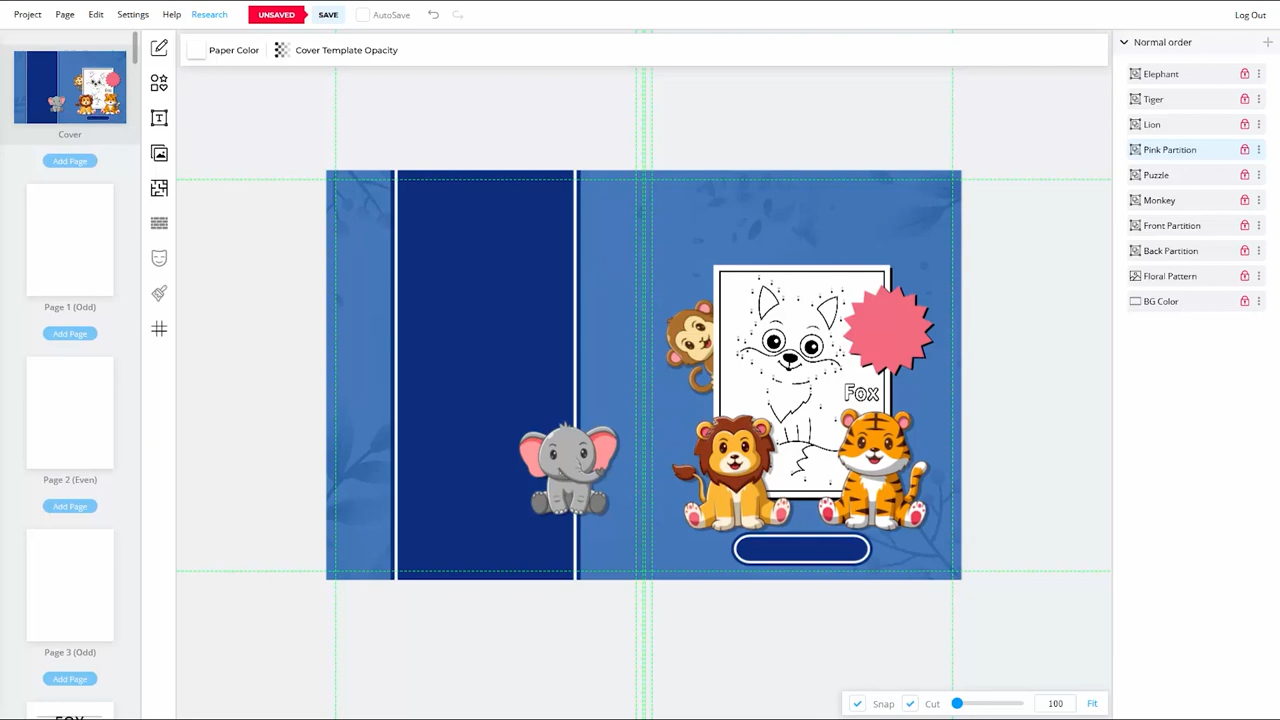 Project Page Edit Settings Help Research UNSAVED SAVE AutoSave Log Out
Paper Color Cover Template Opacity
Normal order
Elephant
Tiger
Lion
Pink Partition
Puzzle
Monkey
Front Partition
Back Partition
Floral Pattern
BG Color
Cover
Add Page
Page 1 (Odd)
Add Page
Page 2 (Even)
Add Page
Page 3 (Odd)
Add Page
Fox
Snap Cut 100 Fit